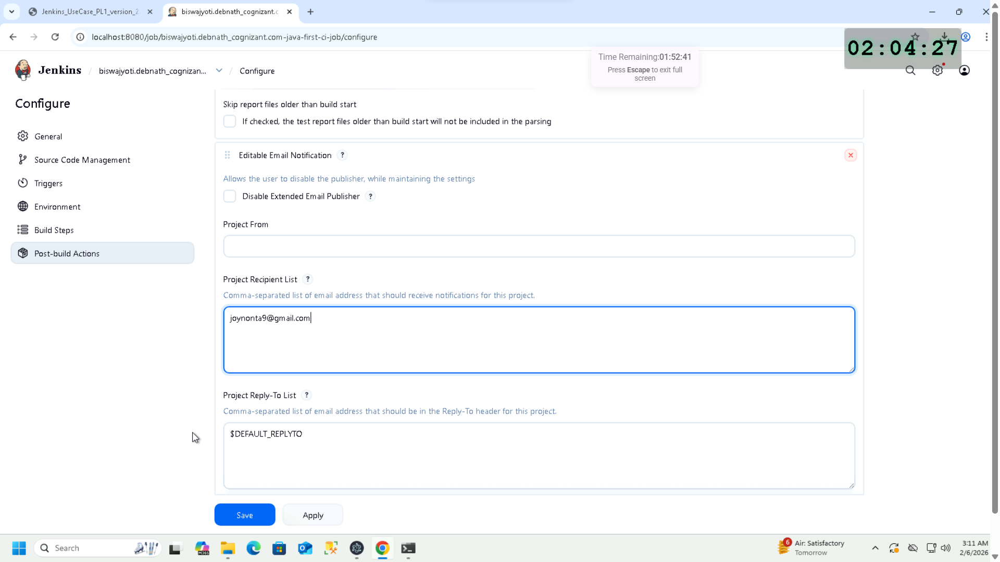 Jenkins_UseCase_PL1_version_2
biswajyoti.debnath_cognizant.c
localhost:8080/job/biswajyoti.debnath_cognizant.com-java-first-ci-job/configure
02:04:27
Time Remaining:01:52:41
Press Escape to exit full
screen
Jenkins / biswajyoti.debnath_cognizan... / Configure
Configure
General
Source Code Management
Triggers
Environment
Build Steps
Post-build Actions
Skip report files older than build start
If checked, the test report files older than build start will not be included in the parsing
Editable Email Notification ?
Allows the user to disable the publisher, while maintaining the settings
Disable Extended Email Publisher ?
Project From
Project Recipient List ?
Comma-separated list of email address that should receive notifications for this project.
joynonta9@gmail.com
Project Reply-To List ?
Comma-separated list of email address that should be in the Reply-To header for this project.
$DEFAULT_REPLYTO
Save
Apply
Search
M365
6
Air: Satisfactory
Tomorrow
3:11 AM
2/6/2026